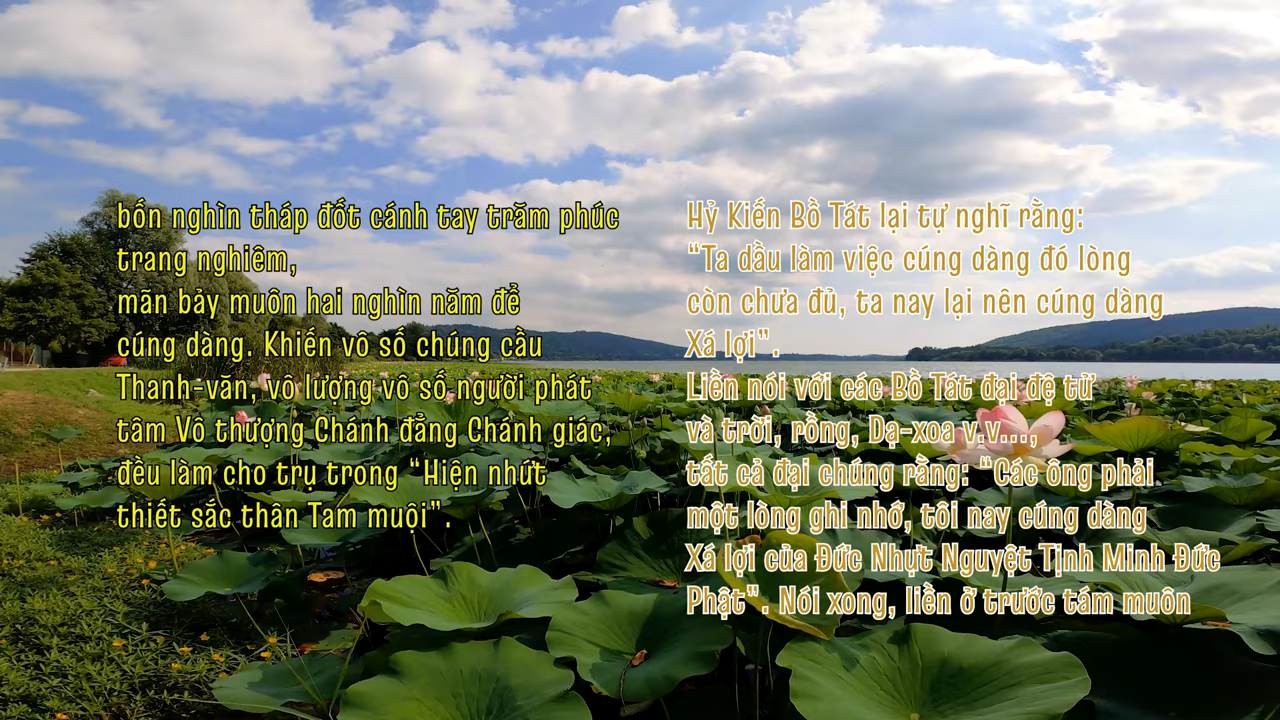 bốn nghìn tháp đốt cánh tay trăm phúc
trang nghiêm,
mãn bảy muôn hai nghìn năm để
cúng dàng. Khiến vô số chúng cầu
Thanh-văn, vô lượng vô số người phát
tâm Vô thượng Chánh đẳng Chánh giác,
đều làm cho trụ trong “Hiện nhứt
thiết sắc thân Tam muội”.
Hỷ Kiến Bồ Tát lại tự nghĩ rằng:
“Ta dầu làm việc cúng dàng đó lòng
còn chưa đủ, ta nay lại nên cúng dàng
Xá lợi”.
Liền nói với các Bồ Tát đại đệ tử
và trời, rồng, Dạ-xoa v.v...,
tất cả đại chúng rằng: “Các ông phải
một lòng ghi nhớ, tôi nay cúng dàng
Xá lợi của Đức Nhựt Nguyệt Tịnh Minh Đức
Phật”. Nói xong, liền ở trước tám muôn